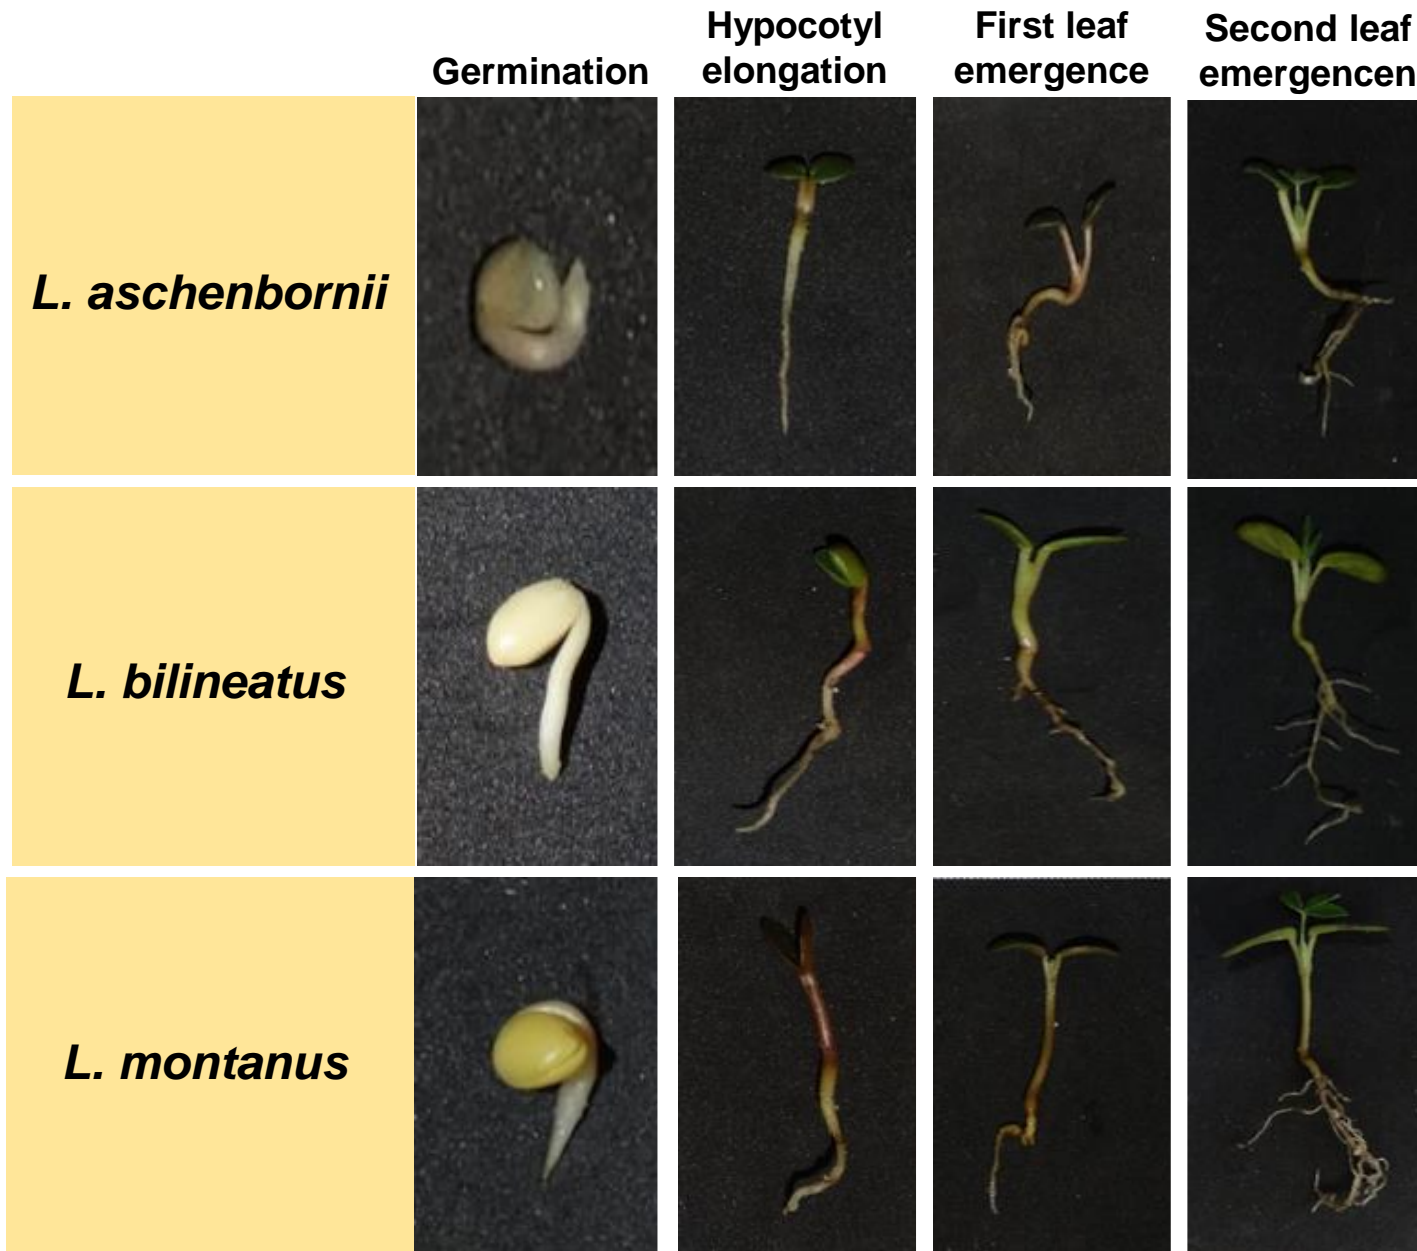 Hypocotyl
elongation
First leaf
emergence
Second leaf
emergencen
Germination
L. aschenbornii
L. bilineatus
L. montanus